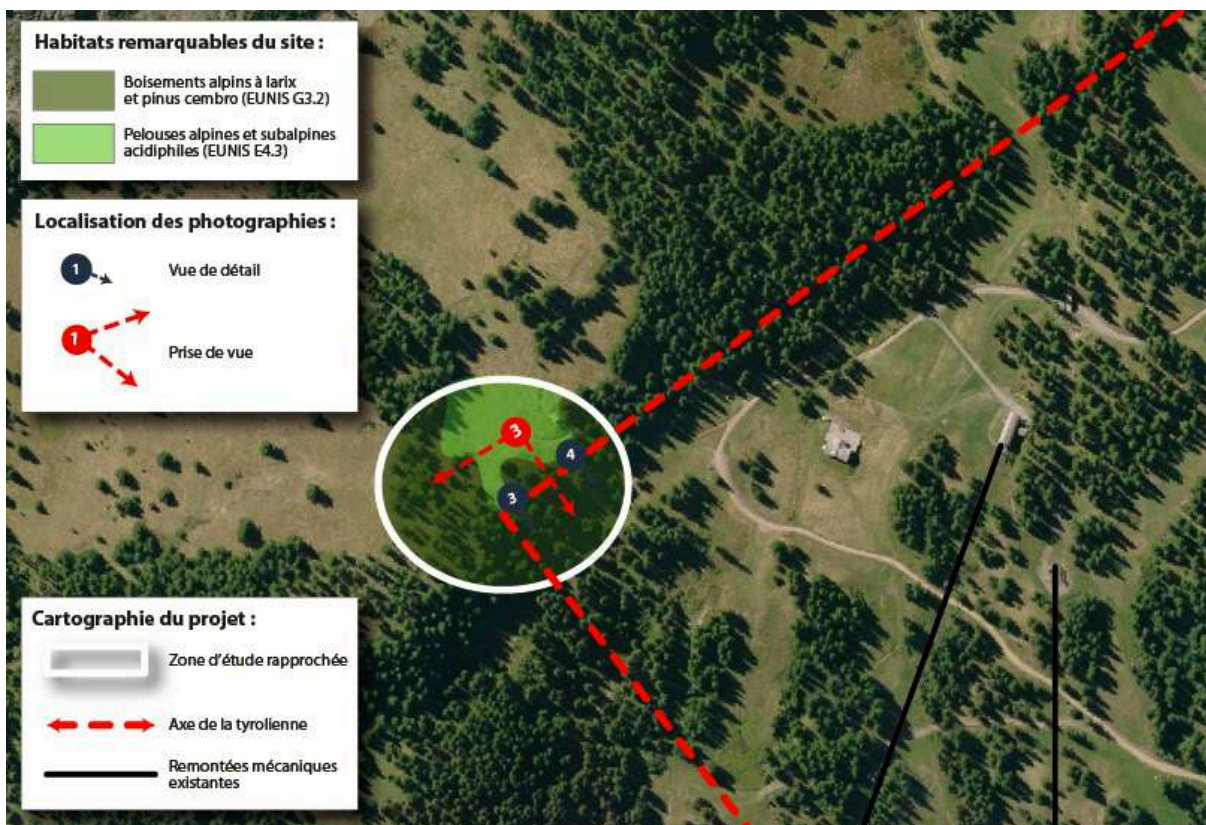 Habitats remarquables du site :
Boisements alpins à larix
et pinus cembro (EUNIS G3.2)
Pelouses alpines et subalpines
acidiphiles (EUNIS E4.3)
Localisation des photographies :
1
Vue de détail
1
Prise de vue
3
4
3
Cartographie du projet :
Zone d'étude rapprochée
Axe de la tyrolienne
Remontées mécaniques
existantes